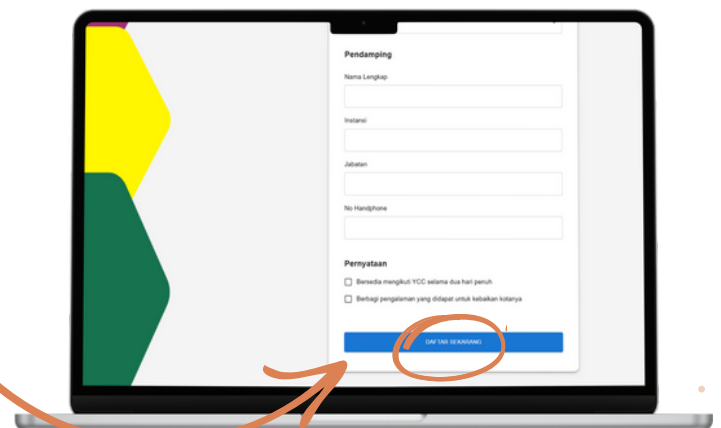 Pendamping
Nama Lengkap
Instansi
Jabatan
No Handphone
Pernyataan
Bersedia mengikuti YCC selama dua hari penuh
Berbagi pengalaman yang didapat untuk kebaikan kotanya
DAFTAR SEKARANG